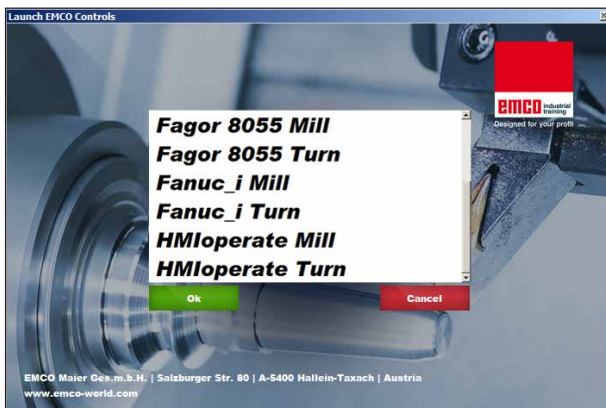 Launch EMCO Controls
emco industrial
training
Designed for your profit
Fagor 8055 Mill
Fagor 8055 Turn
Fanuc_i Mill
Fanuc_i Turn
HMIoperate Mill
HMIoperate Turn
Ok Cancel
EMCO Maier Ges.m.b.H. | Salzburger Str. 80 | A-5400 Hallein-Taxach | Austria
www.emco-world.com